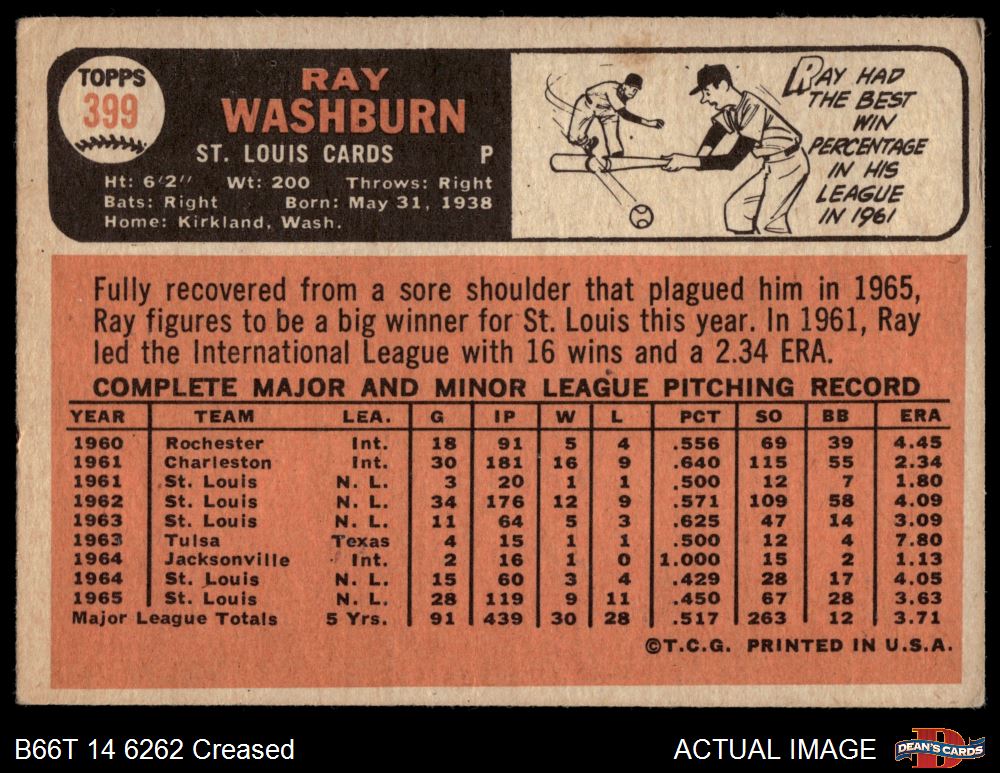 TOPPS
399
RAY
WASHBURN
ST. LOUIS CARDS P
Ht: 6'2" Wt: 200 Throws: Right
Bats: Right Born: May 31, 1938
Home: Kirkland, Wash.
RAY HAD
THE BEST
WIN
PERCENTAGE
IN HIS
LEAGUE
IN 1961
Fully recovered from a sore shoulder that plagued him in 1965,
Ray figures to be a big winner for St. Louis this year. In 1961, Ray
led the International League with 16 wins and a 2.34 ERA.
COMPLETE MAJOR AND MINOR LEAGUE PITCHING RECORD
YEAR TEAM LEA. G IP W L PCT SO BB ERA
1960 Rochester Int. 18 91 5 4 .556 69 39 4.45
1961 Charleston Int. 30 181 16 9 .640 115 55 2.34
1961 St. Louis N. L. 3 20 1 1 .500 12 7 1.80
1962 St. Louis N. L. 34 176 12 9 .571 109 58 4.09
1963 St. Louis N. L. 11 64 5 3 .625 47 14 3.09
1963 Tulsa Texas 4 15 1 1 .500 12 4 7.80
1964 Jacksonville Int. 2 16 1 0 1.000 15 2 1.13
1964 St. Louis N. L. 15 60 3 4 .429 28 17 4.05
1965 St. Louis N. L. 28 119 9 11 .450 67 28 3.63
Major League Totals 5 Yrs. 91 439 30 28 .517 263 12 3.71
©T.C.G. PRINTED IN U.S.A.
B66T 14 6262 Creased
ACTUAL IMAGE
DEAN'S CARDS